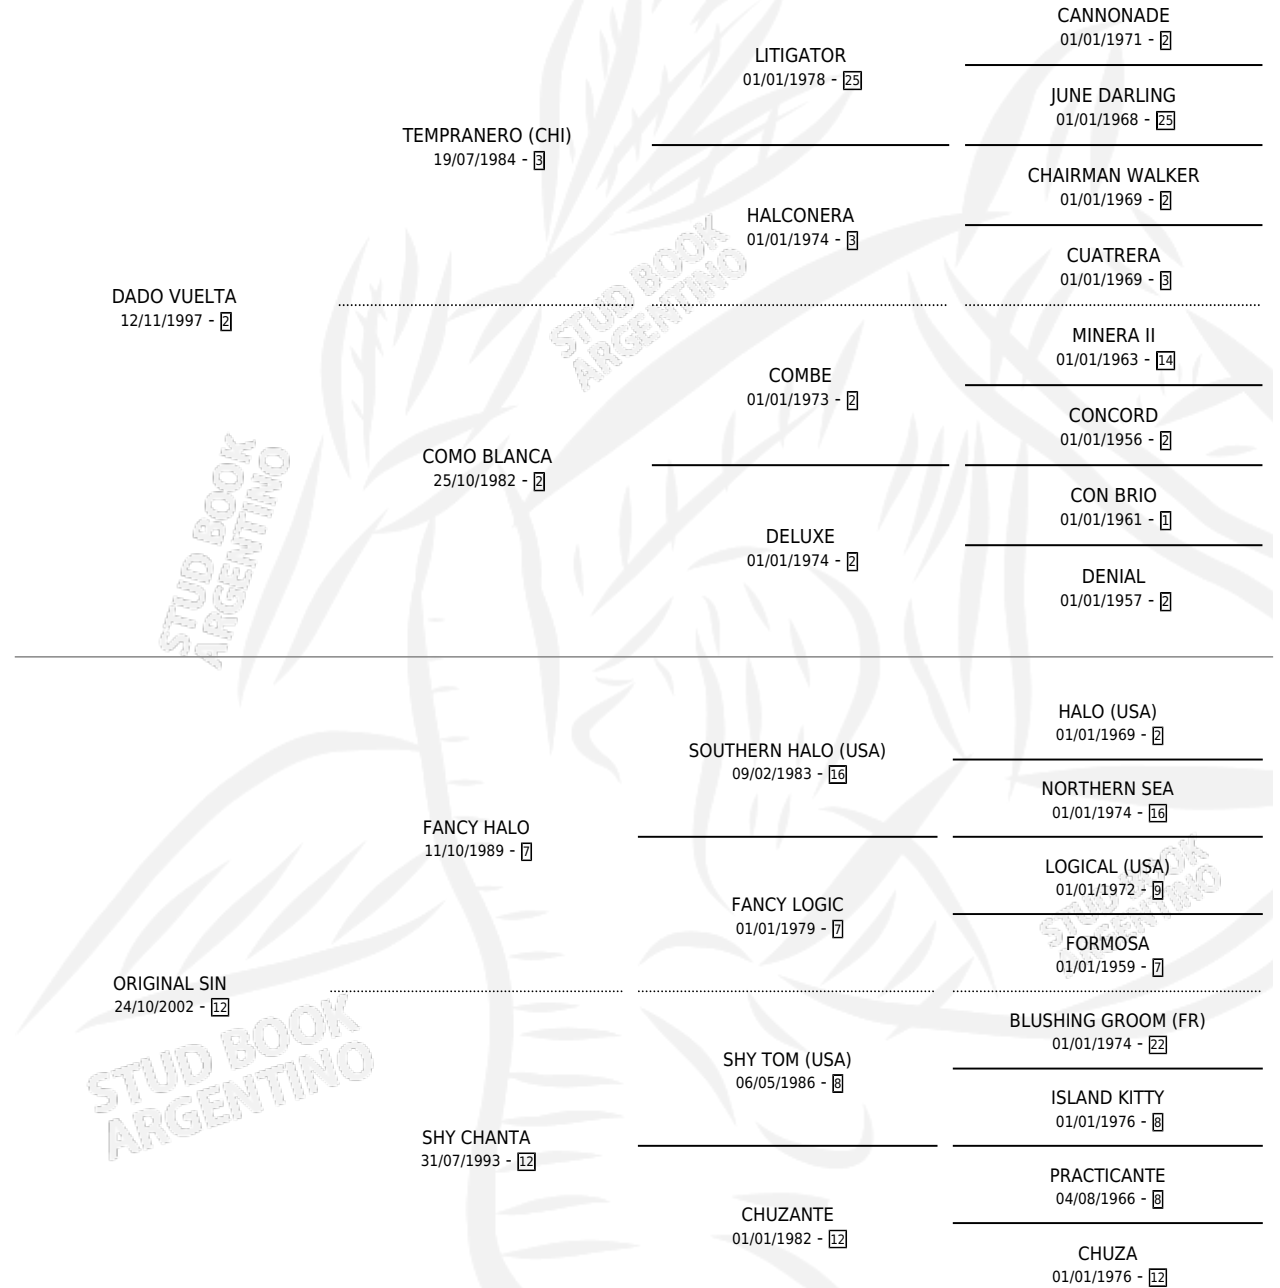 CANNONADE
01/01/1971 - 2
LITIGATOR
01/01/1978 - 25
JUNE DARLING
01/01/1968 - 25
TEMPRANERO (CHI)
19/07/1984 - 3
CHAIRMAN WALKER
01/01/1969 - 2
HALCONERA
01/01/1974 - 3
CUATRERA
01/01/1969 - 3
DADO VUELTA
12/11/1997 - 2
STUD BOOK
ARGENTINO
MINERA II
01/01/1963 - 14
COMBE
01/01/1973 - 2
CONCORD
01/01/1956 - 2
COMO BLANCA
25/10/1982 - 2
CON BRIO
01/01/1961 - 1
DELUXE
01/01/1974 - 2
DENIAL
01/01/1957 - 2
STUD BOOK
ARGENTINO
HALO (USA)
01/01/1969 - 2
SOUTHERN HALO (USA)
09/02/1983 - 16
NORTHERN SEA
01/01/1974 - 16
FANCY HALO
11/10/1989 - 7
LOGICAL (USA)
01/01/1972 - 9
FANCY LOGIC
01/01/1979 - 7
STUD BOOK
ARGENTINO
FORMOSA
01/01/1959 - 7
ORIGINAL SIN
24/10/2002 - 12
STUD BOOK
ARGENTINO
BLUSHING GROOM (FR)
01/01/1974 - 22
SHY TOM (USA)
06/05/1986 - 8
ISLAND KITTY
01/01/1976 - 8
SHY CHANTA
31/07/1993 - 12
PRACTICANTE
04/08/1966 - 8
CHUZANTE
01/01/1982 - 12
CHUZA
01/01/1976 - 12